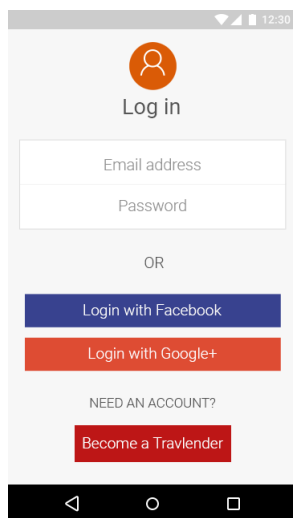 12:30
Log in
Email address
Password
OR
Login with Facebook
Login with Google+
NEED AN ACCOUNT?
Become a Travlender